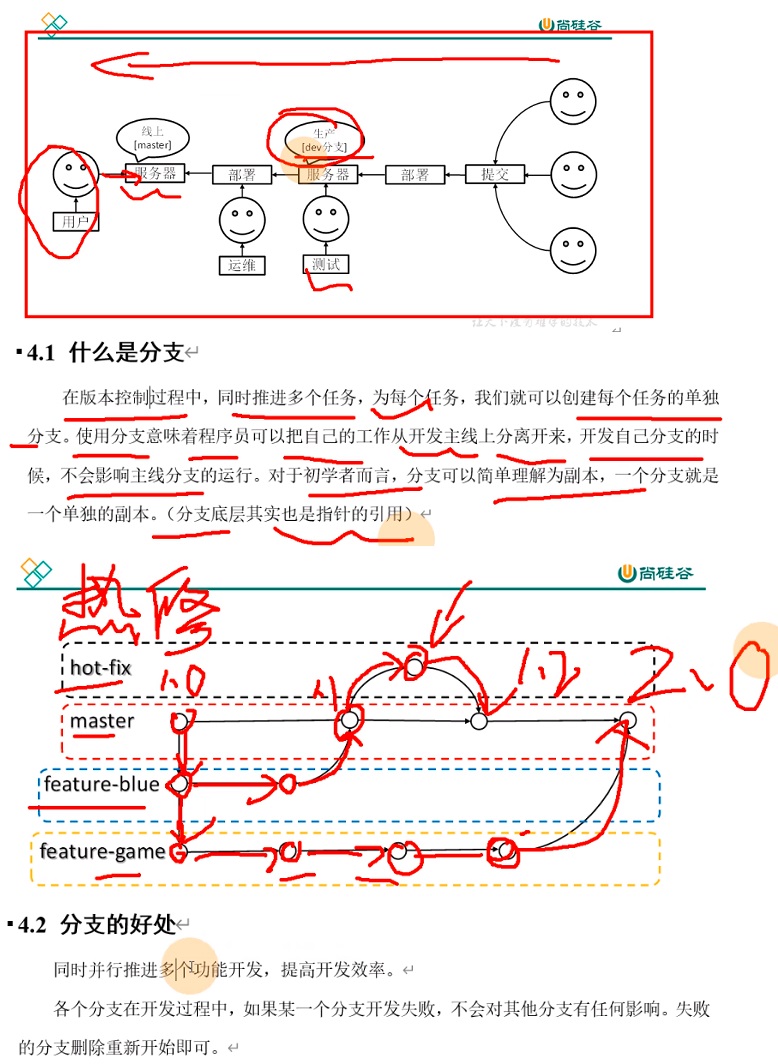 尚硅谷
线上
[master]
生产
[dev分支]
服务器
部署
服务器
部署
提交
用户
运维
测试
4.1 什么是分支
在版本控制过程中，同时推进多个任务，为每个任务，我们就可以创建每个任务的单独
分支。使用分支意味着程序员可以把自己的工作从开发主线上分离开来，开发自己分支的时
候，不会影响主线分支的运行。对于初学者而言，分支可以简单理解为副本，一个分支就是
一个单独的副本。（分支底层其实也是指针的引用）
尚硅谷
热修
hot-fix
1.0
1.1
1.2
2.0
master
feature-blue
feature-game
4.2 分支的好处
同时并行推进多个功能开发，提高开发效率。
各个分支在开发过程中，如果某一个分支开发失败，不会对其他分支有任何影响。失败
的分支删除重新开始即可。